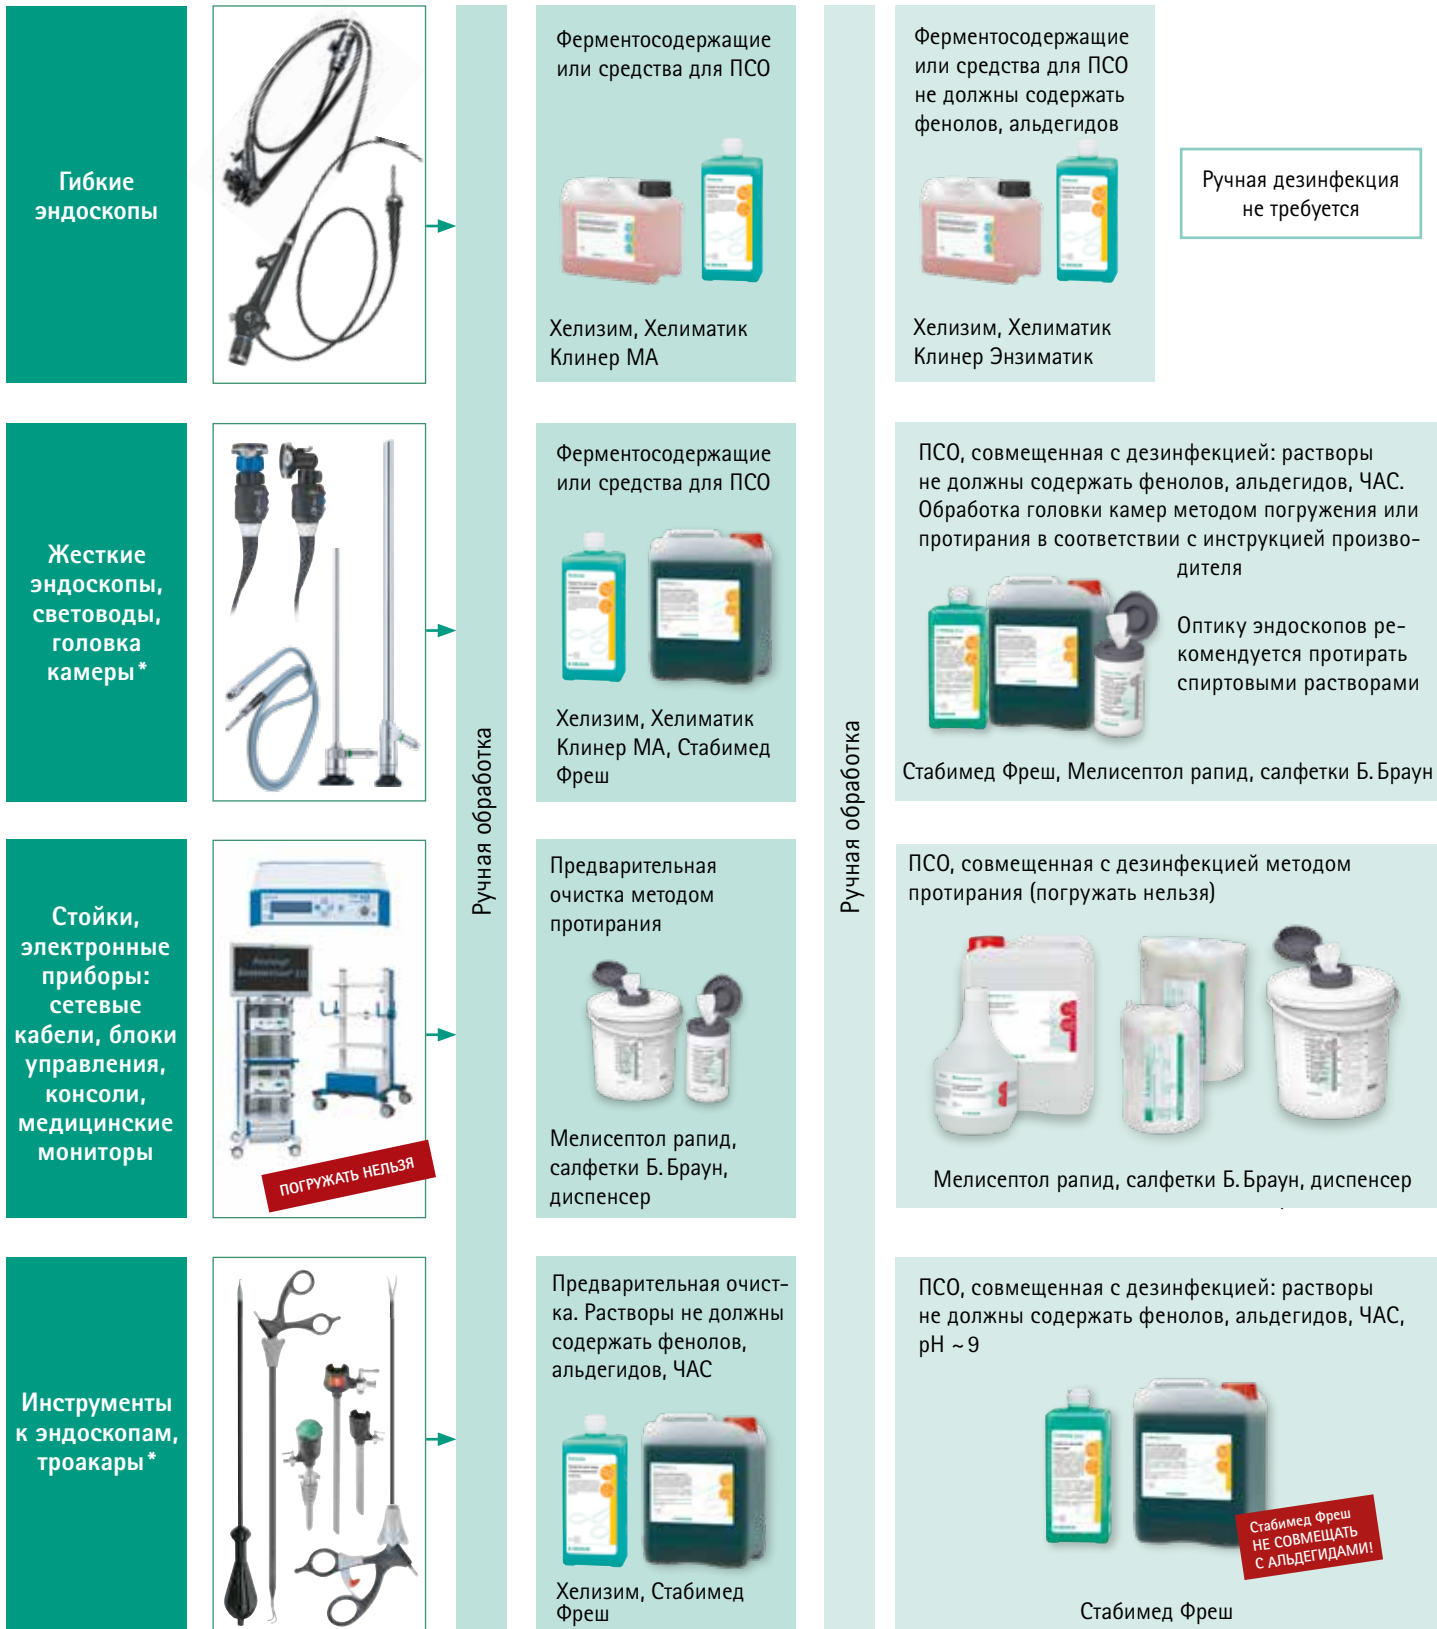 Гибкие
эндоскопы
Ферментосодержащие
или средства для ПСО
Хелизим, Хелиматик
Клинер МА
Ферментосодержащие
или средства для ПСО
не должны содержать
фенолов, альдегидов
Хелизим, Хелиматик
Клинер Энзиматик
Ручная дезинфекция
не требуется
Жесткие
эндоскопы,
световоды,
головка
камеры*
Ручная обработка
Ферментосодержащие
или средства для ПСО
Хелизим, Хелиматик
Клинер МА, Стабимед
Фреш
Ручная обработка
ПСО, совмещенная с дезинфекцией: растворы
не должны содержать фенолов, альдегидов, ЧАС.
Обработка головки камер методом погружения или
протирания в соответствии с инструкцией произво-
дителя
Оптику эндоскопов ре-
комендуется протирать
спиртовыми растворами
Стабимед Фреш, Мелисептол рапид, салфетки Б. Браун
Стойки,
электронные
приборы:
сетевые
кабели, блоки
управления,
консоли,
медицинские
мониторы
ПОГРУЖАТЬ НЕЛЬЗЯ
Предварительная
очистка методом
протирания
Мелисептол рапид,
салфетки Б. Браун,
диспенсер
ПСО, совмещенная с дезинфекцией методом
протирания (погружать нельзя)
Мелисептол рапид, салфетки Б. Браун, диспенсер
Инструменты
к эндоскопам,
троакары*
Предварительная очист-
ка. Растворы не должны
содержать фенолов,
альдегидов, ЧАС
Хелизим, Стабимед
Фреш
ПСО, совмещенная с дезинфекцией: растворы
не должны содержать фенолов, альдегидов, ЧАС,
pH ~ 9
Стабимед Фреш
НЕ СОВМЕЩАТЬ
С АЛЬДЕГИДАМИ!
Стабимед Фреш